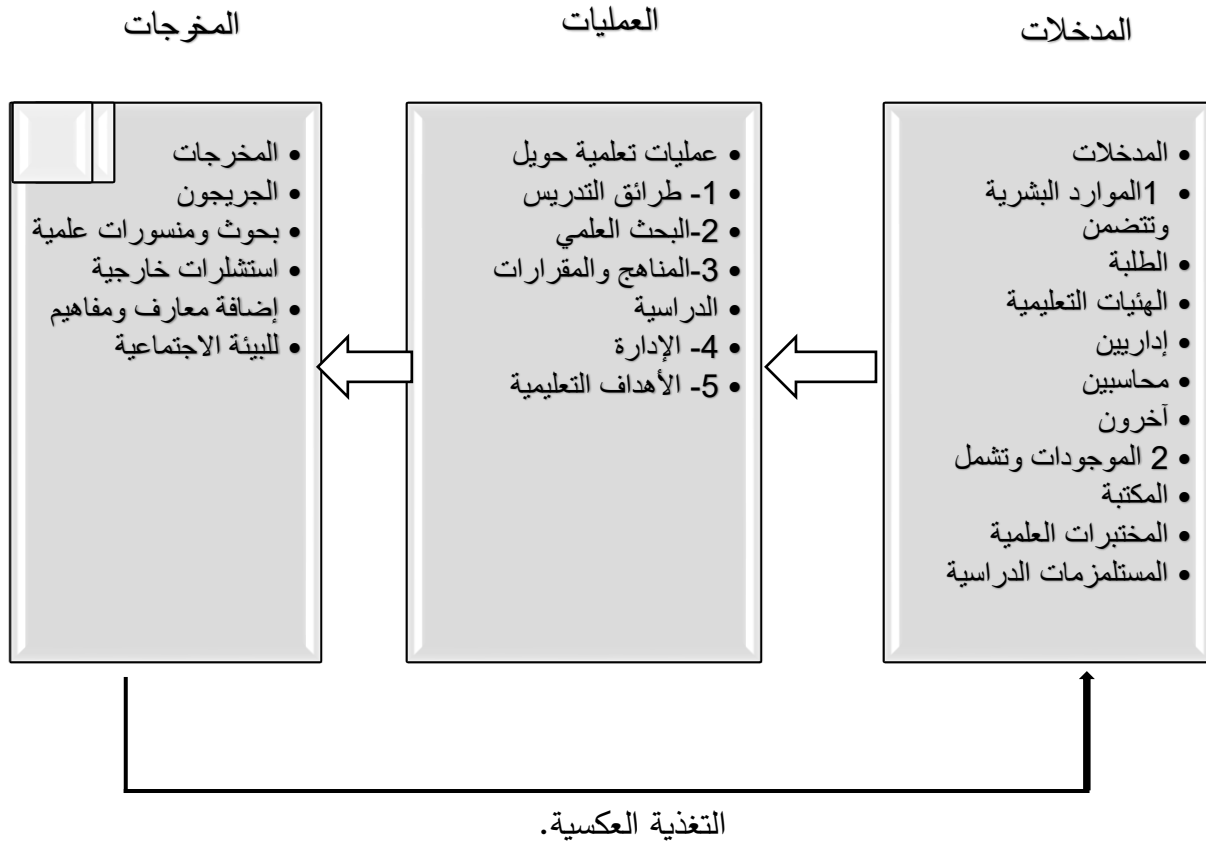 المدخلات
العمليات
المخوجات
• المدخلات
• 1الموارد البشرية
وتتضمن
• الطلبة
• الهئيات التعليمية
• إداريين
• محاسبين
• آخرون
• 2 الموجودات وتشمل
• المكتبة
• المختبرات العلمية
• المستلمزمات الدراسية
• عمليات تعلمية حويل
• 1- طرائق التدريس
• 2-البحث العلمي
• 3-المناهج والمقرارات
• الدراسية
• 4- الإدارة
• 5- الأهداف التعليمية
• المخرجات
• الجريجون
• بحوث ومنسورات علمية
• استشلرات خارجية
• إضافة معارف ومفاهيم
• للبيئة الاجتماعية
التغذية العكسية.